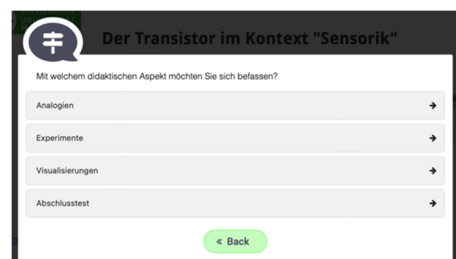 Der Transistor im Kontext "Sensorik"
Mit welchem didaktischen Aspekt möchten Sie sich befassen?
Analogien
Experimente
Visualisierungen
Abschlusstest
« Back